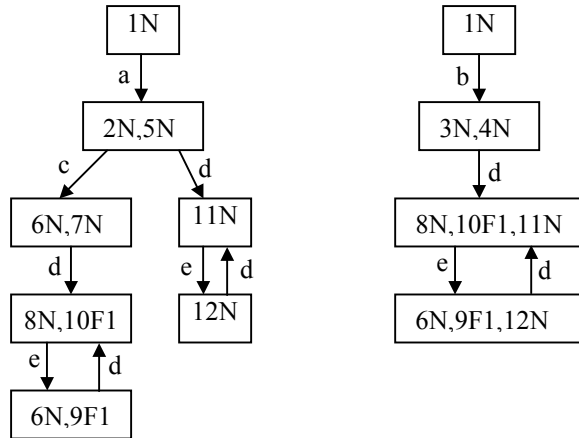 1N
1N
a
b
2N,5N
3N,4N
c
d
d
6N,7N
11N
8N,10F1,11N
d
e
d
e
d
8N,10F1
12N
6N,9F1,12N
e
d
6N,9F1